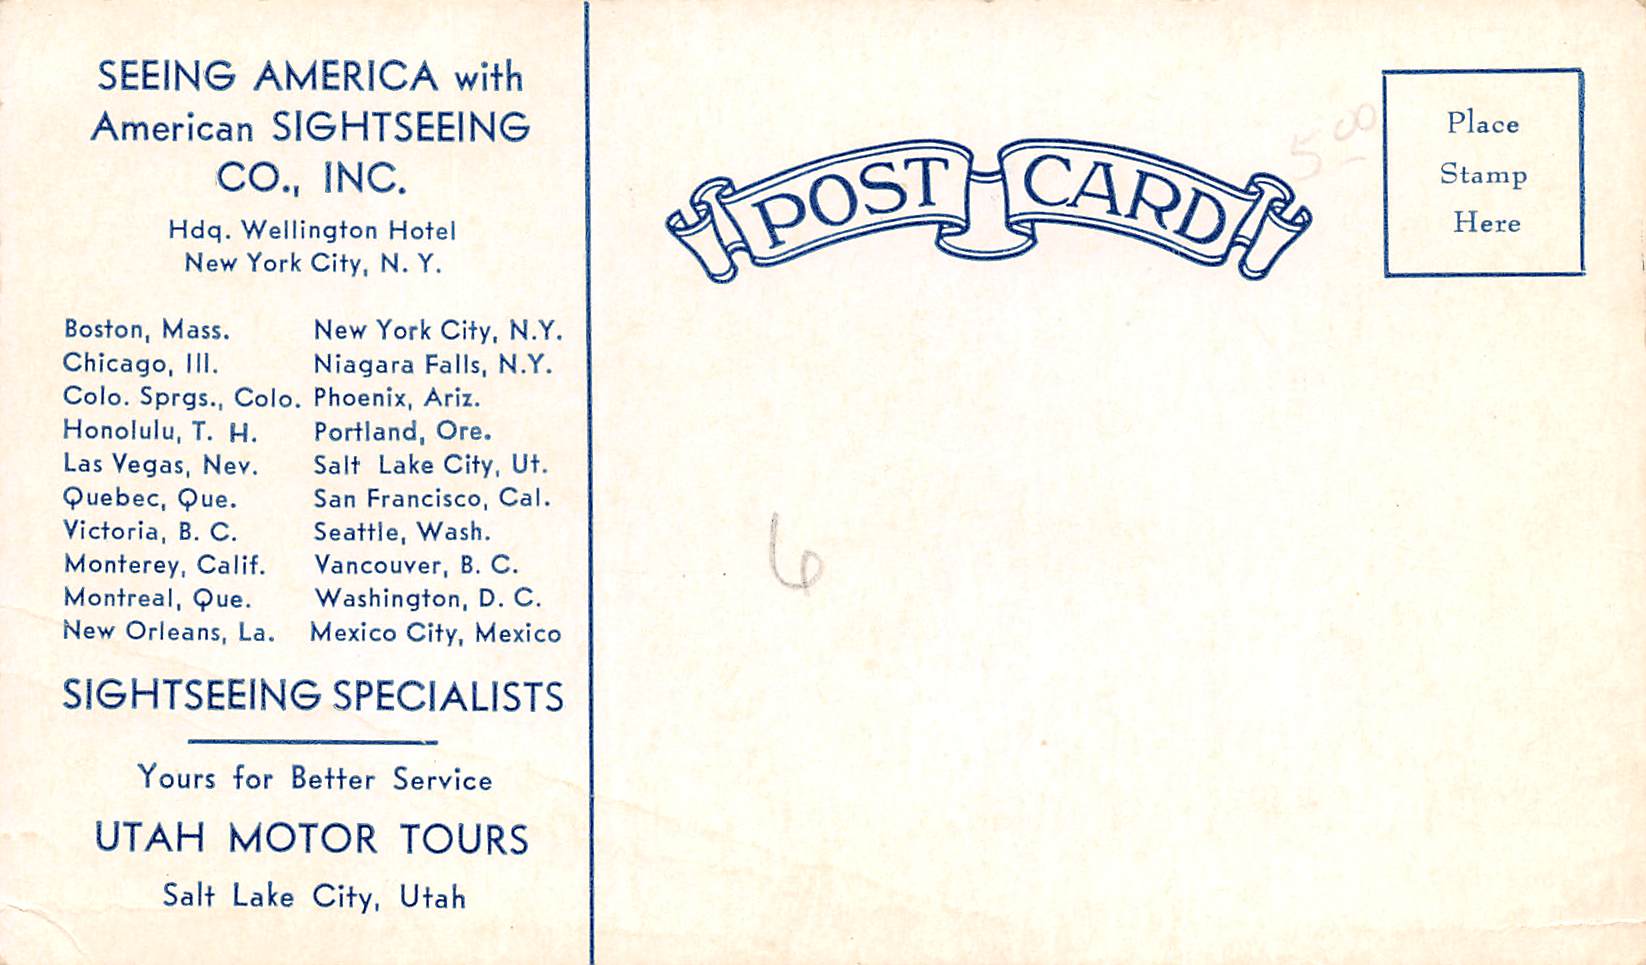 SEEING AMERICA with
American SIGHTSEEING
CO., INC.
Hdq. Wellington Hotel
New York City, N. Y.
Boston, Mass.
Chicago, Ill.
Colo. Sprgs., Colo.
Honolulu, T. H.
Las Vegas, Nev.
Quebec, Que.
Victoria, B. C.
Monterey, Calif.
Montreal, Que.
New Orleans, La.
New York City, N.Y.
Niagara Falls, N.Y.
Phoenix, Ariz.
Portland, Ore.
Salt Lake City, Ut.
San Francisco, Cal.
Seattle, Wash.
Vancouver, B. C.
Washington, D. C.
Mexico City, Mexico
SIGHTSEEING SPECIALISTS
Yours for Better Service
UTAH MOTOR TOURS
Salt Lake City, Utah
POST CARD
5.00
Place
Stamp
Here
6